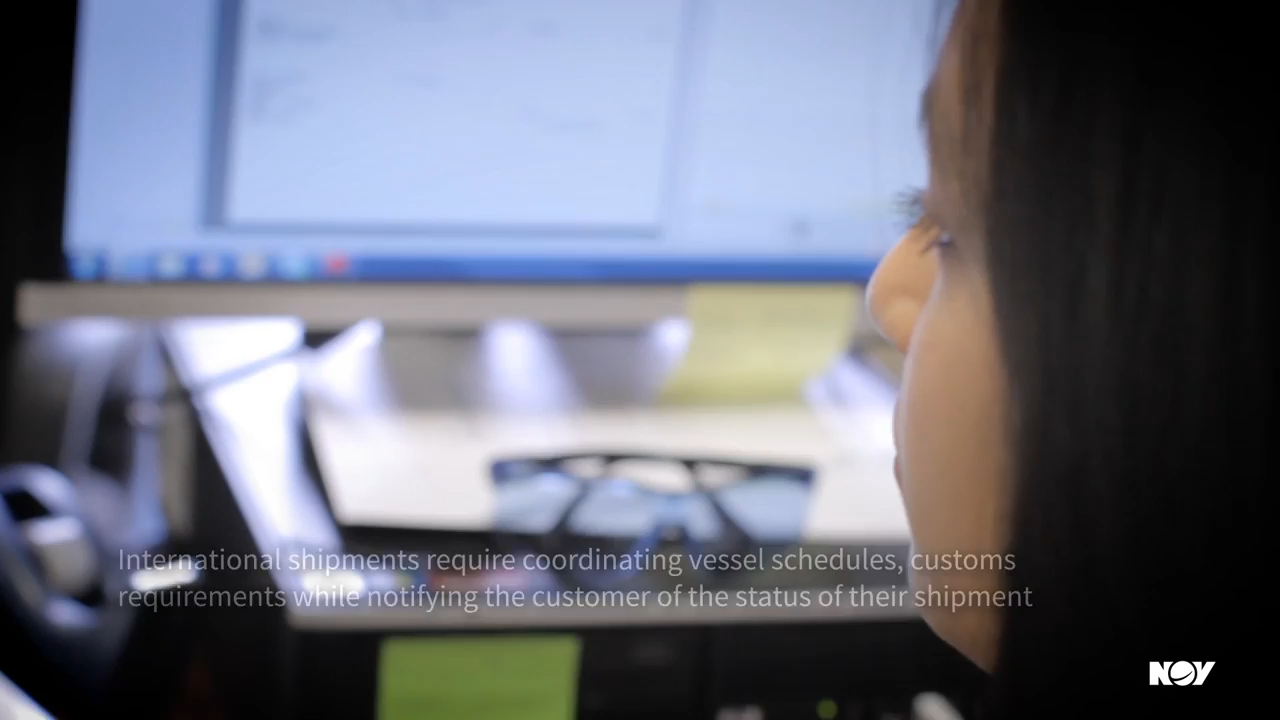 International shipments require coordinating vessel schedules, customs
requirements while notifying the customer of the status of their shipment
NOV